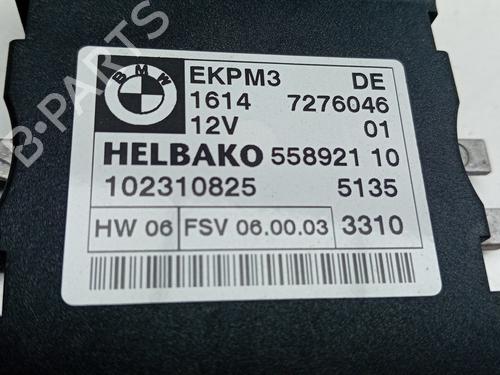 BMW
EKPM3 DE
1614 7276046
12V 01
HELBAKO 558921 10
102310825 5135
HW 06 FSV 06.00.03 3310
B-PARTS